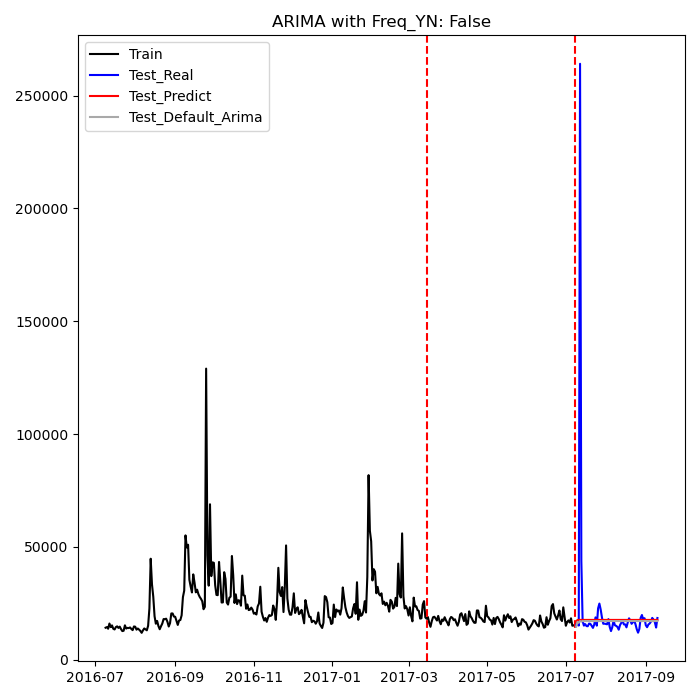 ARIMA with Freq_YN: False
Train
Test_Real
Test_Predict
Test_Default_Arima
250000
200000
150000
100000
50000
0
2016-07 2016-09 2016-11 2017-01 2017-03 2017-05 2017-07 2017-09